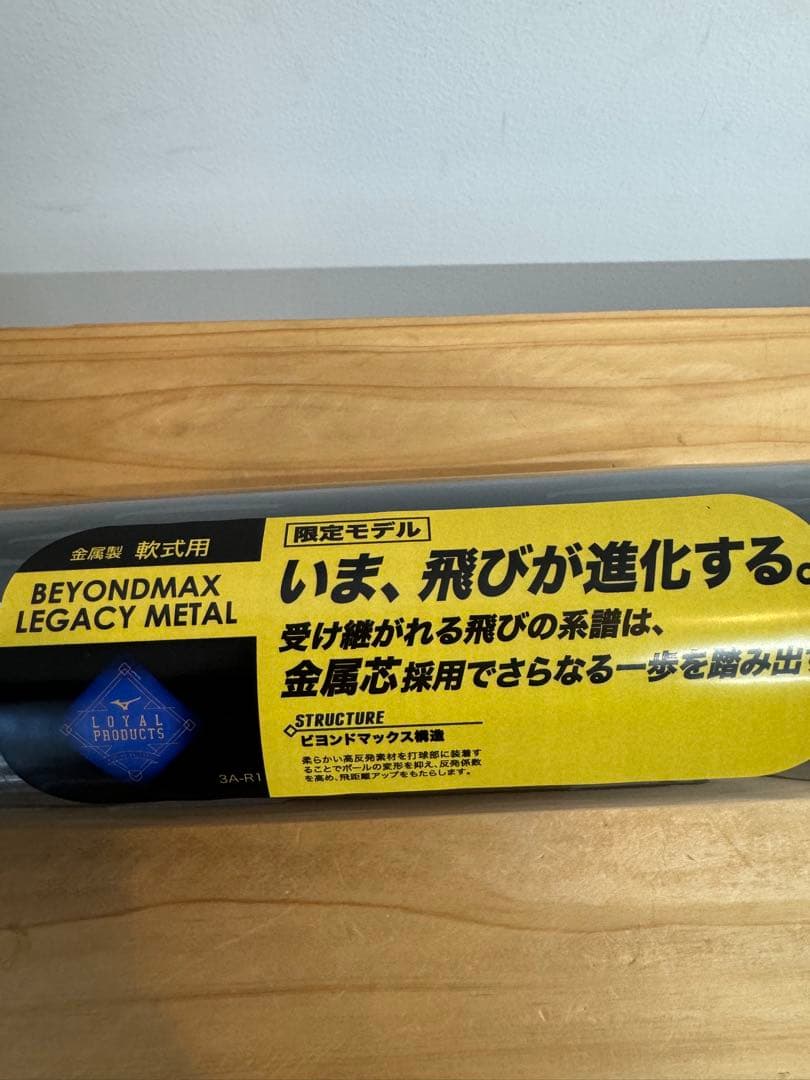 金属製 軟式用
BEYONDMAX
LEGACY METAL
LOYAL
PRODUCTS
3A-R1
限定モデル
いま、飛びが進化する。
受け継がれる飛びの系譜は、
金属芯採用でさらなる一歩を踏み出す
STRUCTURE
ビヨンドマックス構造
柔らかい高反発素材を打球部に装着す
ることでボールの変形を抑え、反発係数
を高め、飛距離アップをもたらします。